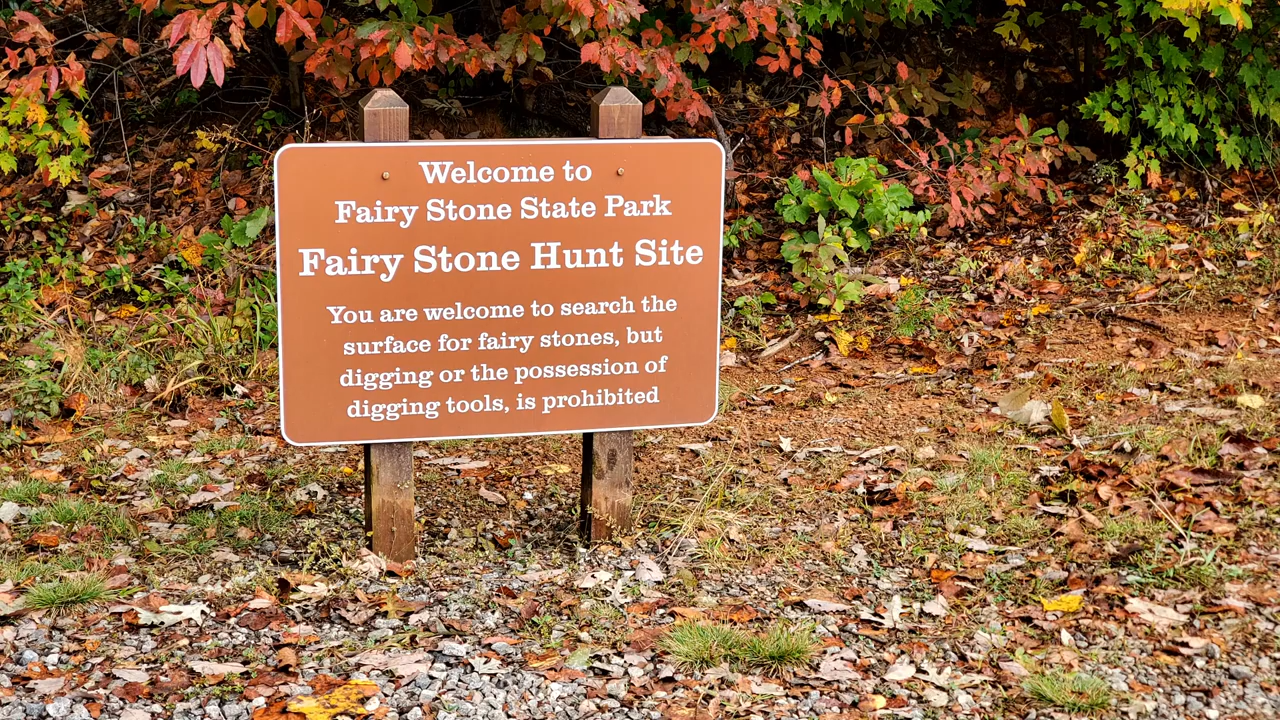 Welcome to
Fairy Stone State Park
Fairy Stone Hunt Site
You are welcome to search the
surface for fairy stones, but
digging or the possession of
digging tools, is prohibited